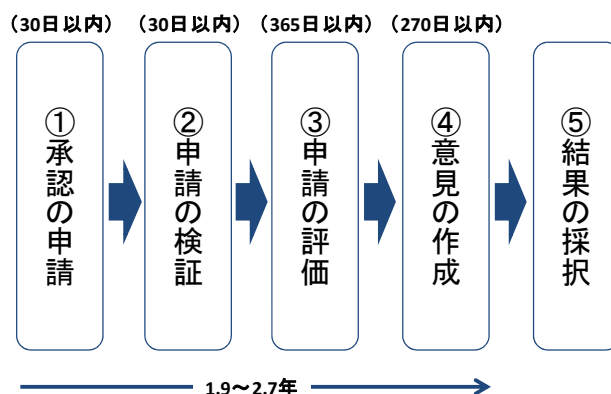 （30日以内）
（30日以内）
（365日以内）
（270日以内）
①承認の申請
②申請の検証
③申請の評価
④意見の作成
⑤結果の採択
1.9～2.7年